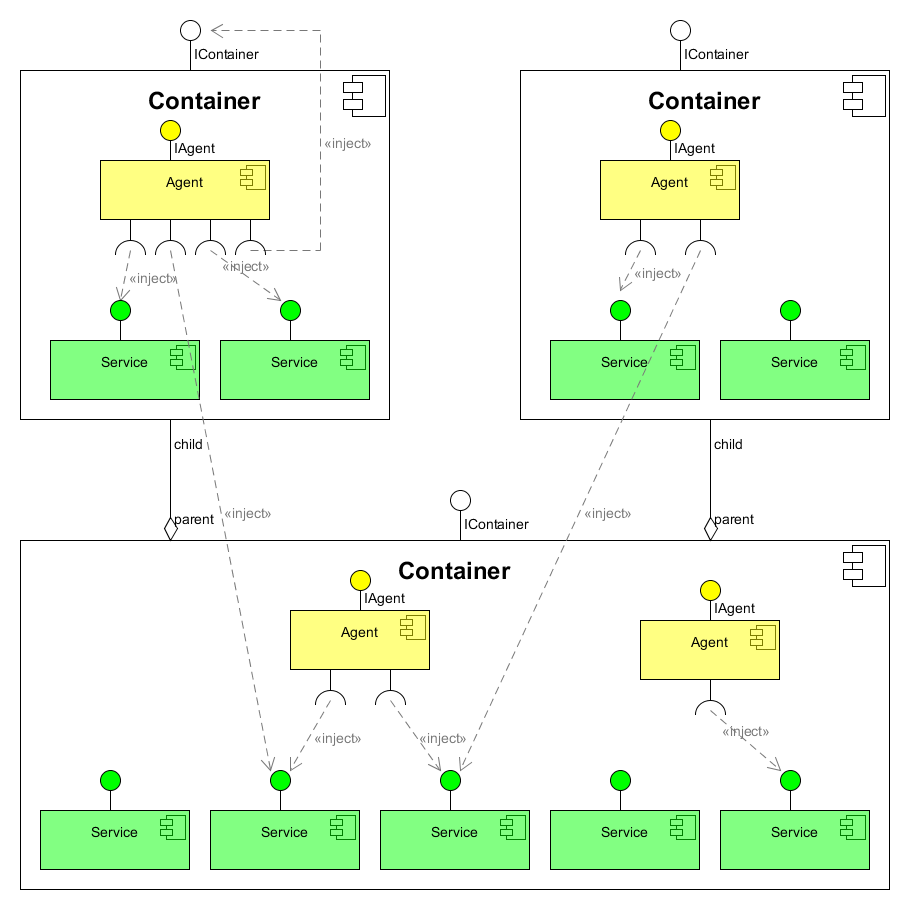 IContainer
IContainer
Container
Container
IAgent
IAgent
Agent
Agent
«inject»
«inject»
«inject»
«inject»
Service
Service
Service
Service
child
child
parent
parent
«inject»
«inject»
IContainer
Container
IAgent
IAgent
Agent
Agent
«inject»
«inject»
«inject»
Service
Service
Service
Service
Service